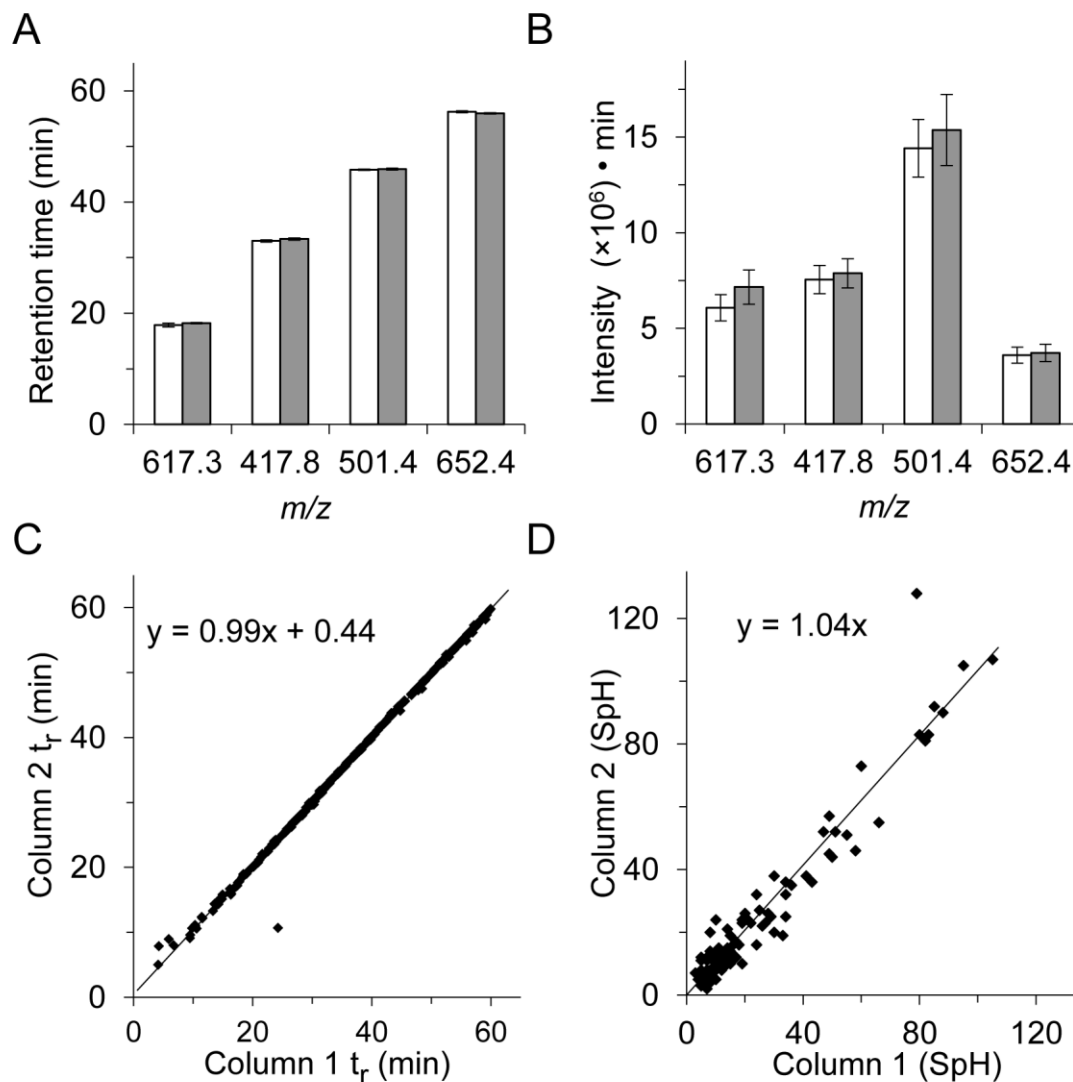 A
Retention time (min)
60
40
20
0
617.3 417.8 501.4 652.4
m/z
B
Intensity (×10⁶) • min
15
10
5
0
617.3 417.8 501.4 652.4
m/z
C
y = 0.99x + 0.44
Column 2 tᵣ (min)
60
40
20
0
0 20 40 60
Column 1 tᵣ (min)
D
y = 1.04x
Column 2 (SpH)
120
80
40
0
0 40 80 120
Column 1 (SpH)